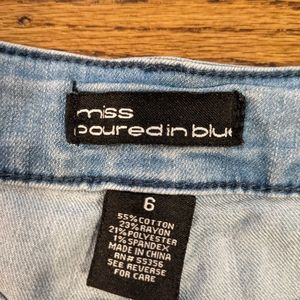 miss
poured in blue
6
55% COTTON
23% RAYON
21% POLYESTER
1% SPANDEX
MADE IN CHINA
RN# 55356
SEE REVERSE
FOR CARE